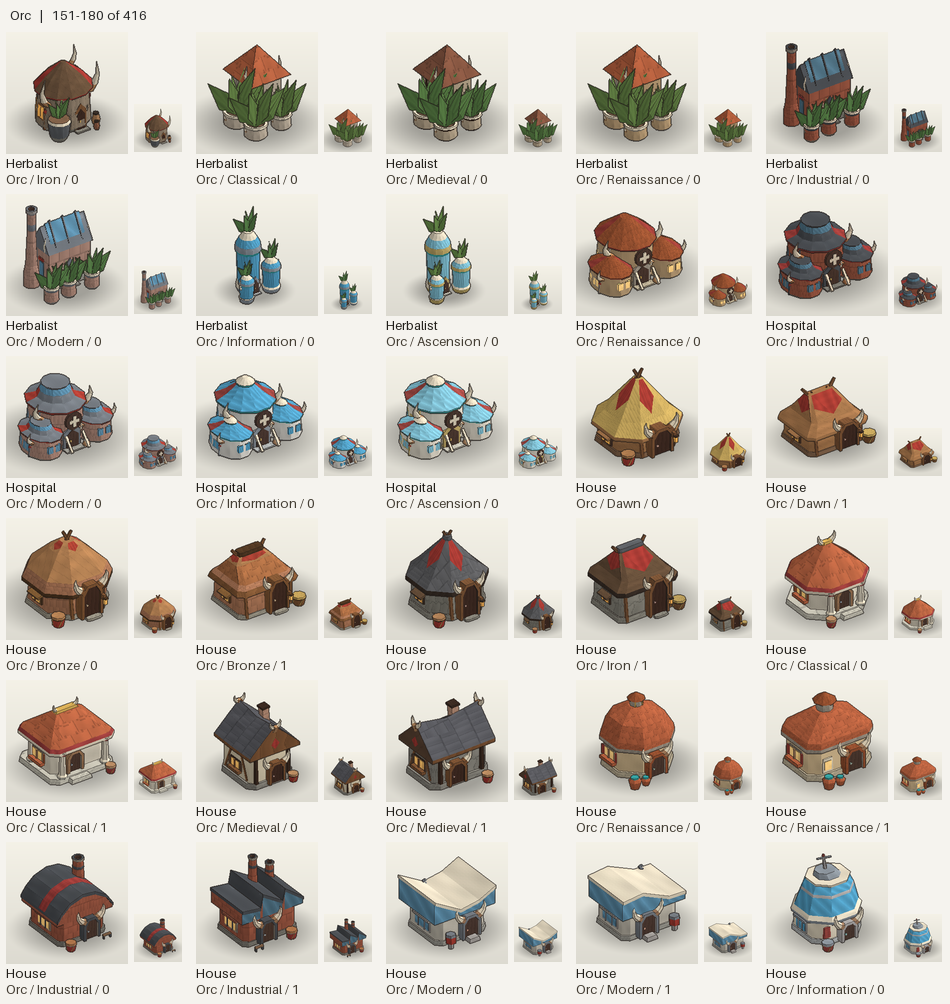 Orc | 151-180 of 416
Herbalist Herbalist Herbalist Herbalist Herbalist
Orc / Iron / 0 Orc / Classical / 0 Orc / Medieval / 0 Orc / Renaissance / 0 Orc / Industrial / 0
Herbalist Herbalist Herbalist Hospital Hospital
Orc / Modern / 0 Orc / Information / 0 Orc / Ascension / 0 Orc / Renaissance / 0 Orc / Industrial / 0
Hospital Hospital Hospital House House
Orc / Modern / 0 Orc / Information / 0 Orc / Ascension / 0 Orc / Dawn / 0 Orc / Dawn / 1
House House House House House
Orc / Bronze / 0 Orc / Bronze / 1 Orc / Iron / 0 Orc / Iron / 1 Orc / Classical / 0
House House House House House
Orc / Classical / 1 Orc / Medieval / 0 Orc / Medieval / 1 Orc / Renaissance / 0 Orc / Renaissance / 1
House House House House House
Orc / Industrial / 0 Orc / Industrial / 1 Orc / Modern / 0 Orc / Modern / 1 Orc / Information / 0